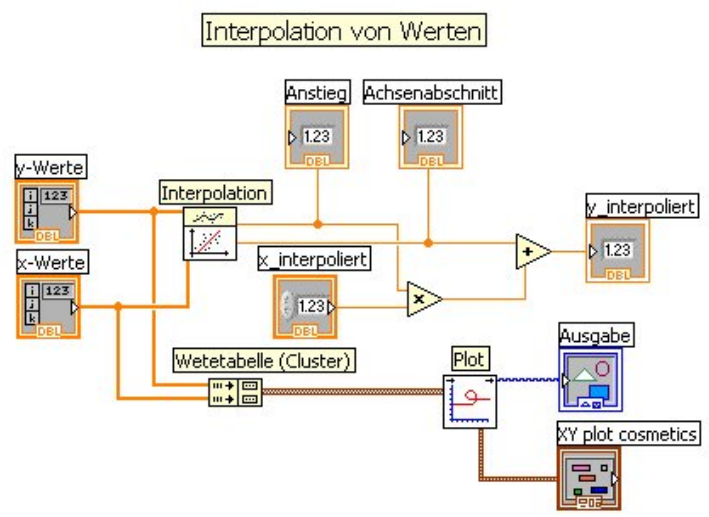 Interpolation von Werten
Anstieg
Achsenabschnitt
1.23
DBL
1.23
DBL
y-Werte
i
j
k
123
DBL
Interpolation
y_interpoliert
1.23
DBL
x-Werte
i
j
k
123
DBL
x_interpoliert
1.23
DBL
+
x
Wetetabelle (Cluster)
Plot
Ausgabe
XY plot cosmetics